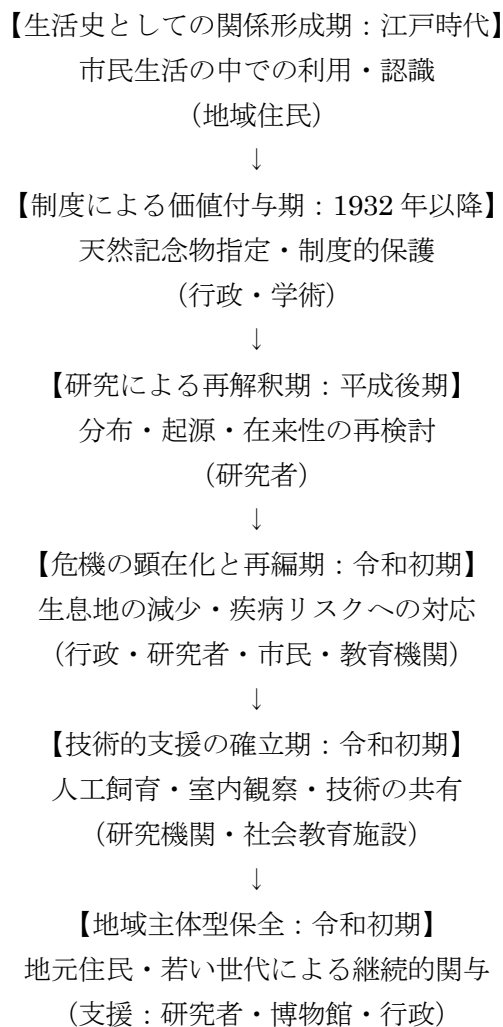 【生活史としての関係形成期：江戸時代】
市民生活の中での利用・認識
（地域住民）
↓
【制度による価値付与期：1932 年以降】
天然記念物指定・制度的保護
（行政・学術）
↓
【研究による再解釈期：平成後期】
分布・起源・在来性の再検討
（研究者）
↓
【危機の顕在化と再編期：令和初期】
生息地の減少・疾病リスクへの対応
（行政・研究者・市民・教育機関）
↓
【技術的支援の確立期：令和初期】
人工飼育・室内観察・技術の共有
（研究機関・社会教育施設）
↓
【地域主体型保全：令和初期】
地元住民・若い世代による継続的関与
（支援：研究者・博物館・行政）